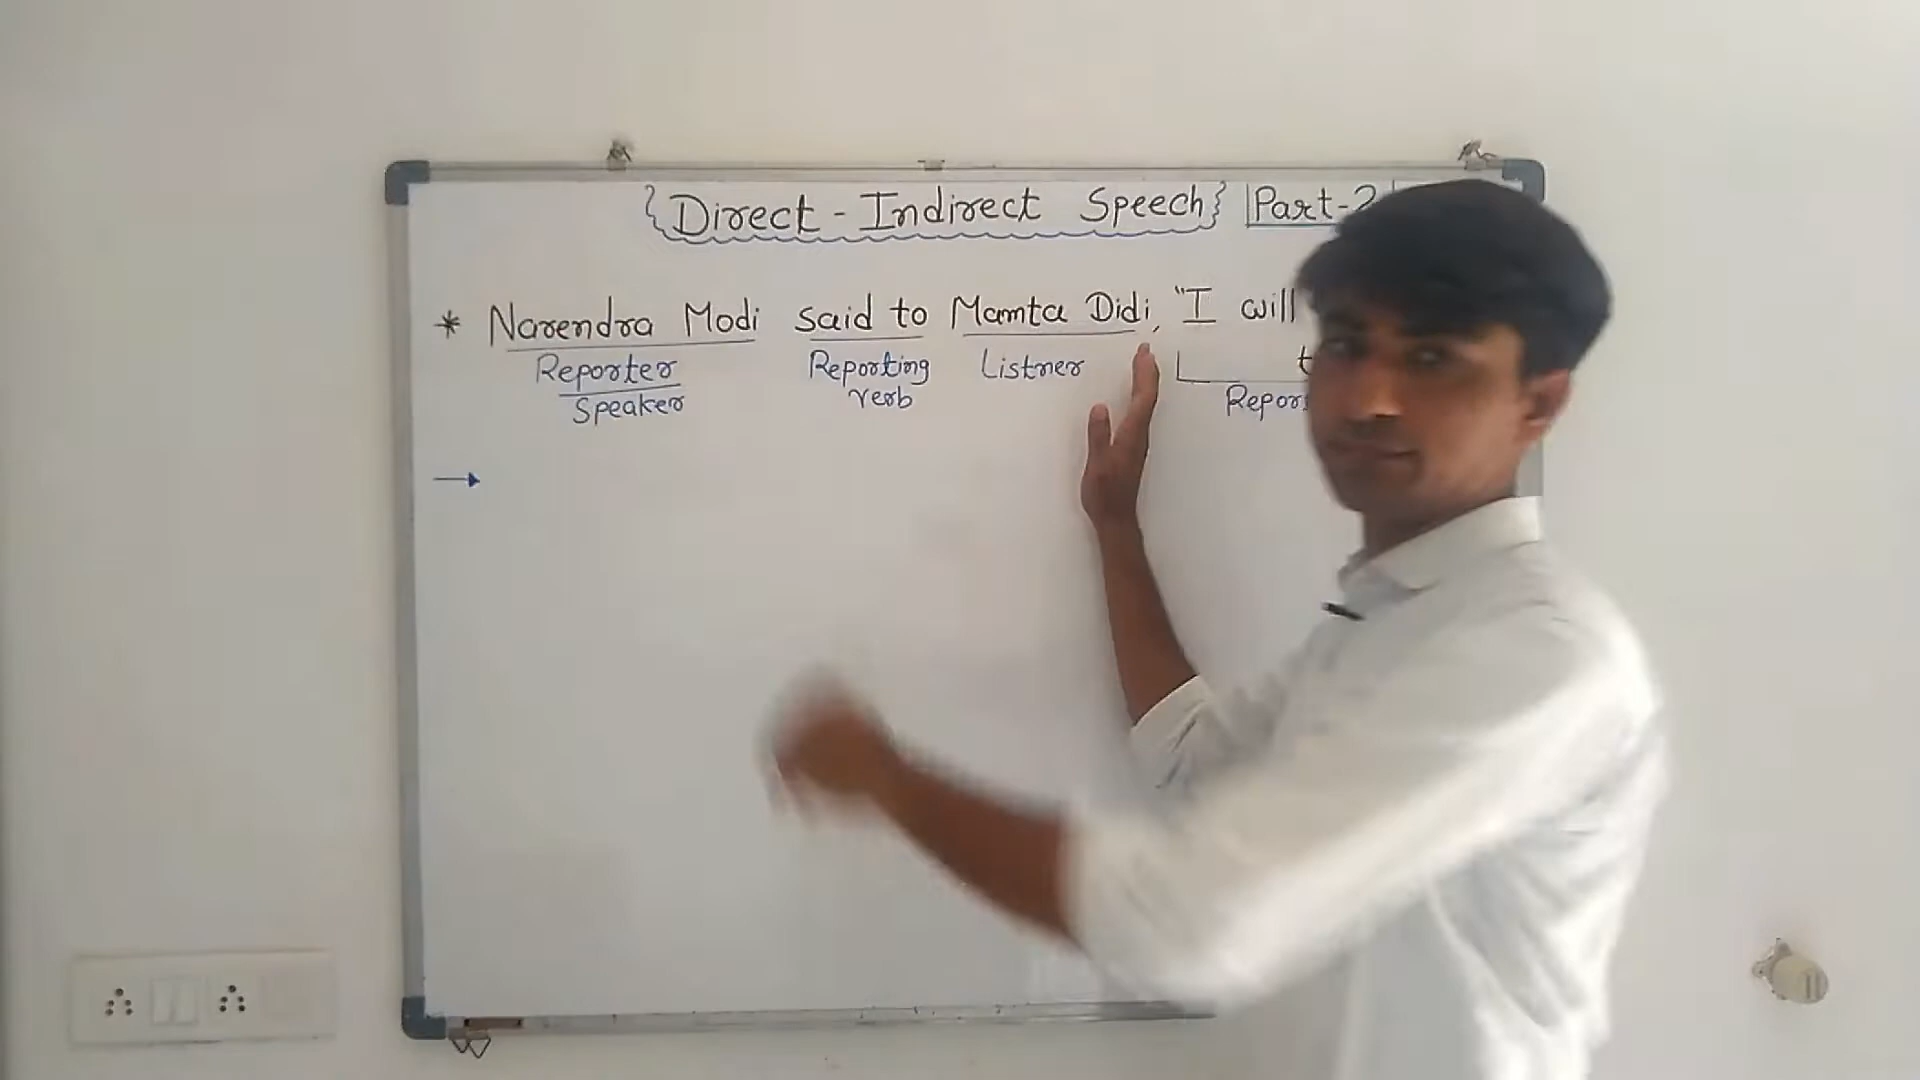 {Direct - Indirect Speech} Part-2
* Narendra Modi said to Mamta Didi, "I will
Reporter Reporting Listner
Speaker verb